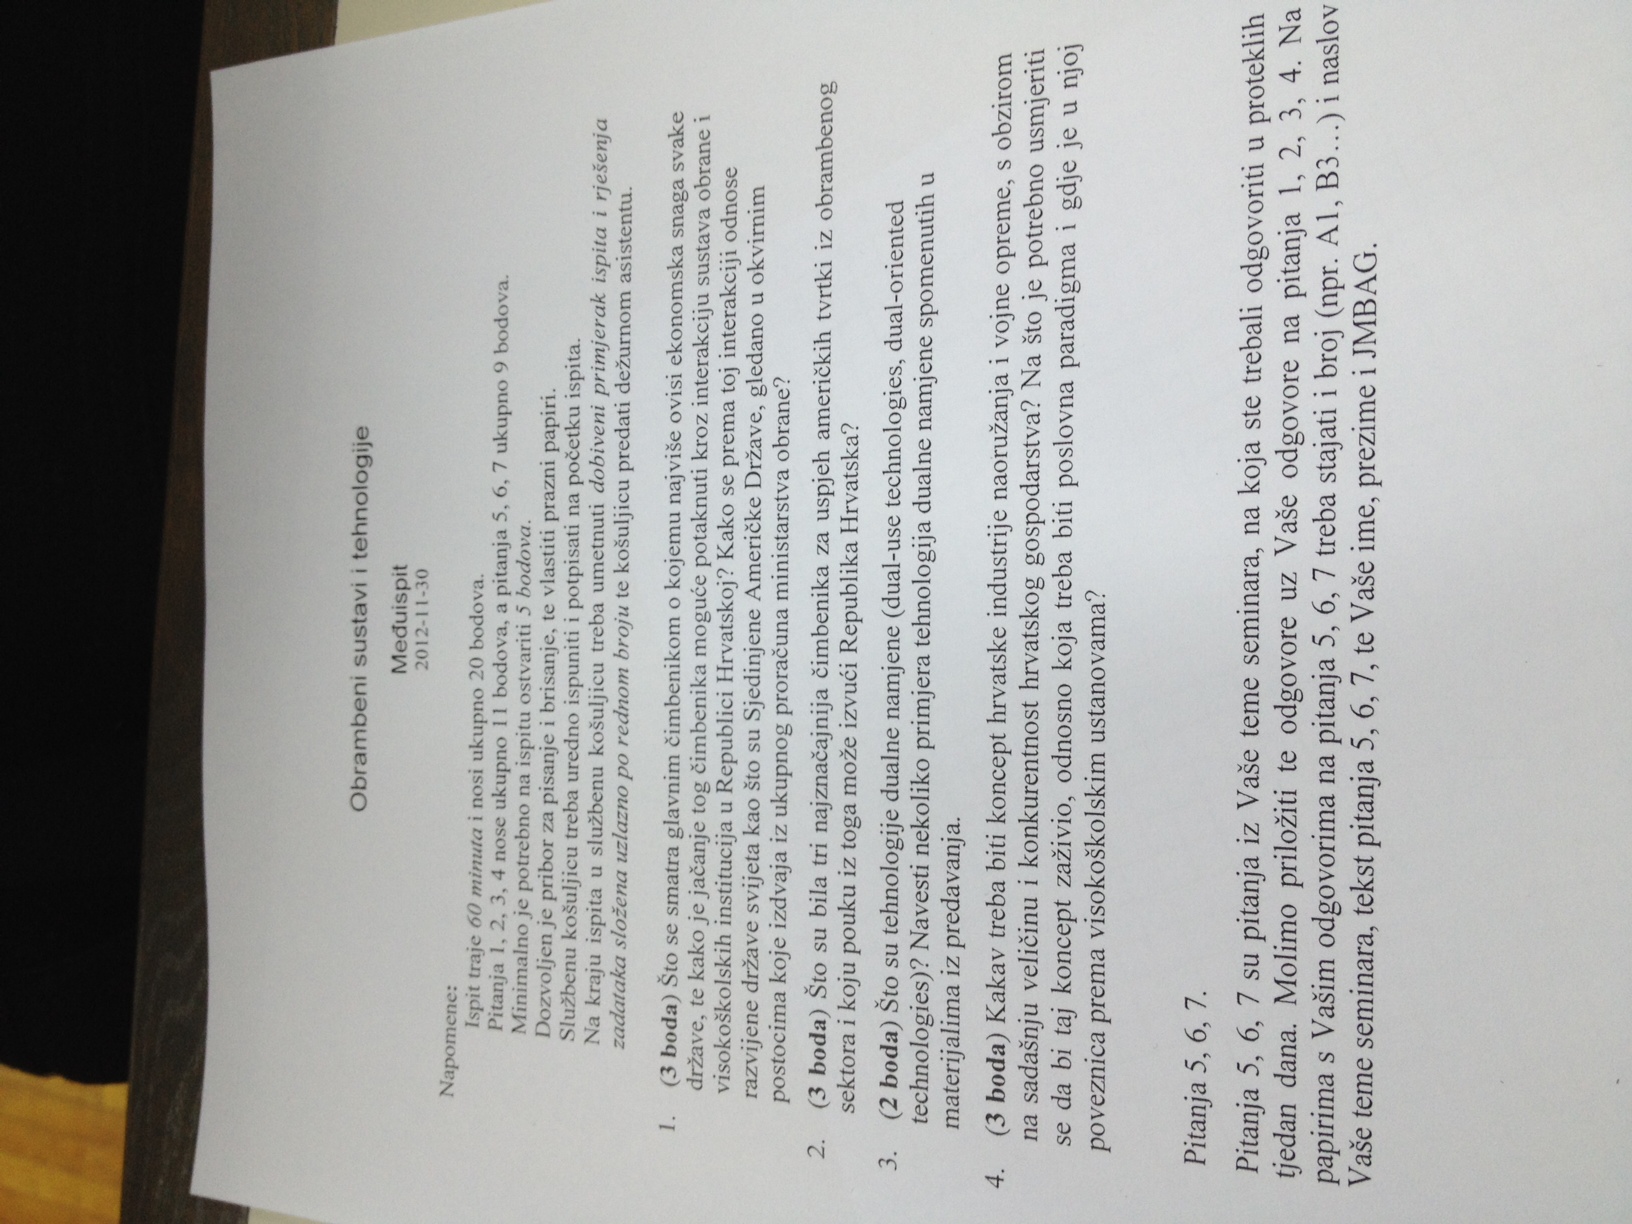 Obrambeni sustavi i tehnologije
Međuispit
2012-11-30
Napomene:
Ispit traje 60 minuta i nosi ukupno 20 bodova.
Pitanja 1, 2, 3, 4 nose ukupno 11 bodova, a pitanja 5, 6, 7 ukupno 9 bodova.
Minimalno je potrebno na ispitu ostvariti 5 bodova.
Dozvoljen je pribor za pisanje i brisanje, te vlastiti prazni papiri.
Službenu košuljicu treba uredno ispuniti i potpisati na početku ispita.
Na kraju ispita u službenu košuljicu treba umetnuti dobiveni primjerak ispita i rješenja
zadataka složena uzlazno po rednom broju te košuljicu predati dežurnom asistentu.
1. (3 boda) Što se smatra glavnim čimbenikom o kojemu najviše ovisi ekonomska snaga svake
države, te kako je jačanje tog čimbenika moguće potaknuti kroz interakciju sustava obrane i
visokoškolskih institucija u Republici Hrvatskoj? Kako se prema toj interakciji odnose
razvijene države svijeta kao što su Sjedinjene Američke Države, gledano u okvirnim
postocima koje izdvaja iz ukupnog proračuna ministarstva obrane?
2. (3 boda) Što su bila tri najznačajnija čimbenika za uspjeh američkih tvrtki iz obrambenog
sektora i koju pouku iz toga može izvući Republika Hrvatska?
3. (2 boda) Što su tehnologije dualne namjene (dual-use technologies, dual-oriented
technologies)? Navesti nekoliko primjera tehnologija dualne namjene spomenutih u
materijalima iz predavanja.
4. (3 boda) Kakav treba biti koncept hrvatske industrije naoružanja i vojne opreme, s obzirom
na sadašnju veličinu i konkurentnost hrvatskog gospodarstva? Na što je potrebno usmjeriti
se da bi taj koncept zaživio, odnosno koja treba biti poslovna paradigma i gdje je u njoj
poveznica prema visokoškolskim ustanovama?
Pitanja 5, 6, 7.
Pitanja 5, 6, 7 su pitanja iz Vaše teme seminara, na koja ste trebali odgovoriti u proteklih
tjedan dana. Molimo priložiti te odgovore uz Vaše odgovore na pitanja 1, 2, 3, 4. Na
papirima s Vašim odgovorima na pitanja 5, 6, 7 treba stajati i broj (npr. A1, B3…) i naslov
Vaše teme seminara, tekst pitanja 5, 6, 7, te Vaše ime, prezime i JMBAG.